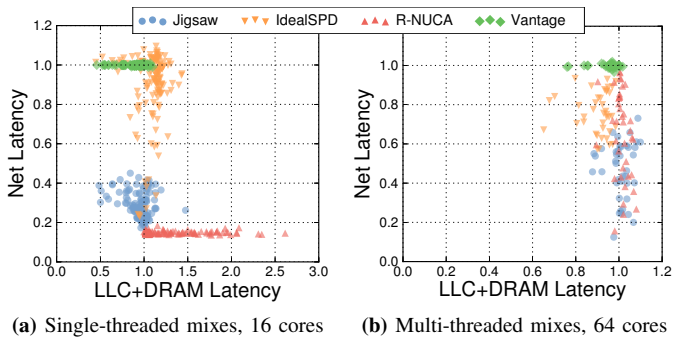 Jigsaw IdealSPD R-NUCA Vantage
1.2
1.0
0.8
0.6
0.4
0.2
0.0
Net Latency
0.0 0.5 1.0 1.5 2.0 2.5 3.0
LLC+DRAM Latency
(a) Single-threaded mixes, 16 cores
1.2
1.0
0.8
0.6
0.4
0.2
0.0
Net Latency
0.0 0.2 0.4 0.6 0.8 1.0 1.2
LLC+DRAM Latency
(b) Multi-threaded mixes, 64 cores